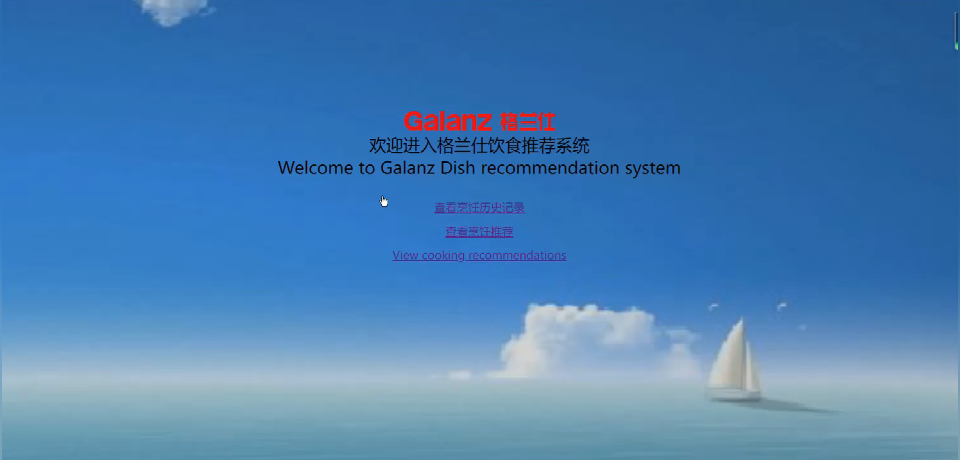 Galanz 格兰仕
欢迎进入格兰仕饮食推荐系统
Welcome to Galanz Dish recommendation system
查看烹饪历史记录
查看烹饪推荐
View cooking recommendations